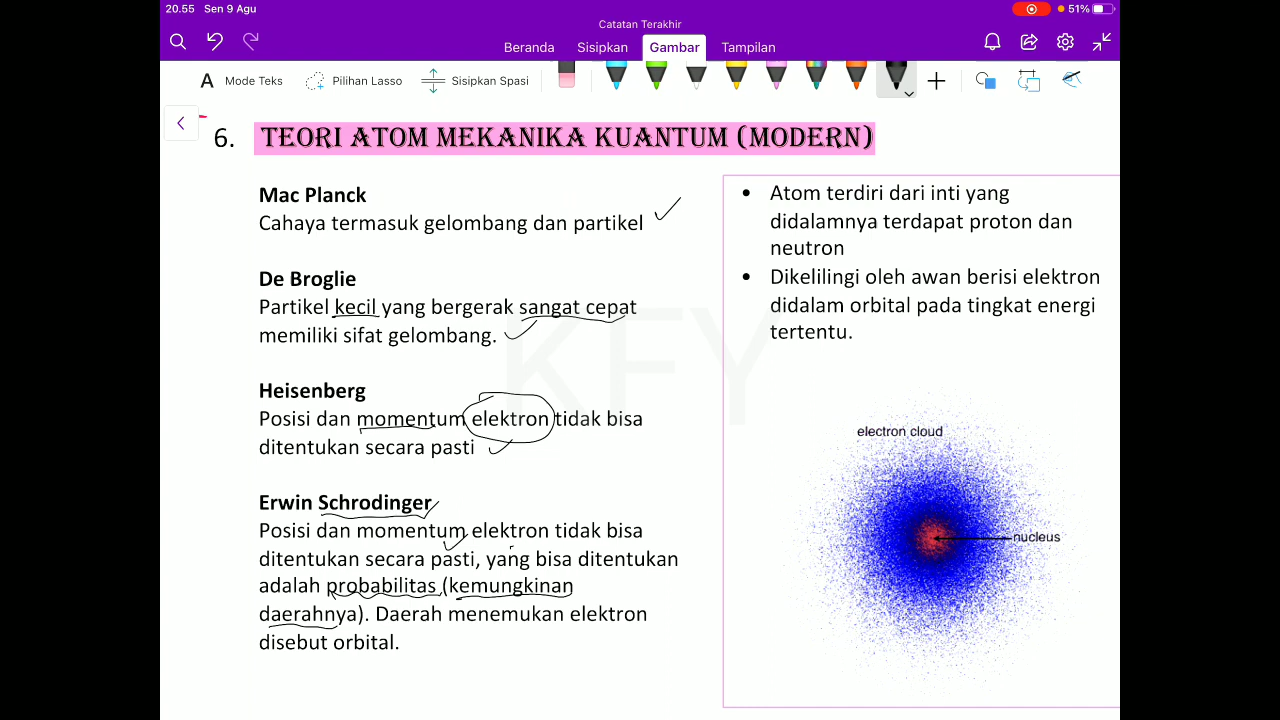 20.55 Sen 9 Agu
51%
Catatan Terakhir
Beranda Sisipkan Gambar Tampilan
A Mode Teks Pilihan Lasso Sisipkan Spasi
6. TEORI ATOM MEKANIKA KUANTUM (MODERN)
Mac Planck
Cahaya termasuk gelombang dan partikel
De Broglie
Partikel kecil yang bergerak sangat cepat
memiliki sifat gelombang.
Heisenberg
Posisi dan momentum elektron tidak bisa
ditentukan secara pasti
Erwin Schrodinger
Posisi dan momentum elektron tidak bisa
ditentukan secara pasti, yang bisa ditentukan
adalah probabilitas (kemungkinan
daerahnya). Daerah menemukan elektron
disebut orbital.
• Atom terdiri dari inti yang
didalamnya terdapat proton dan
neutron
• Dikelilingi oleh awan berisi elektron
didalam orbital pada tingkat energi
tertentu.
electron cloud
nucleus
KFY